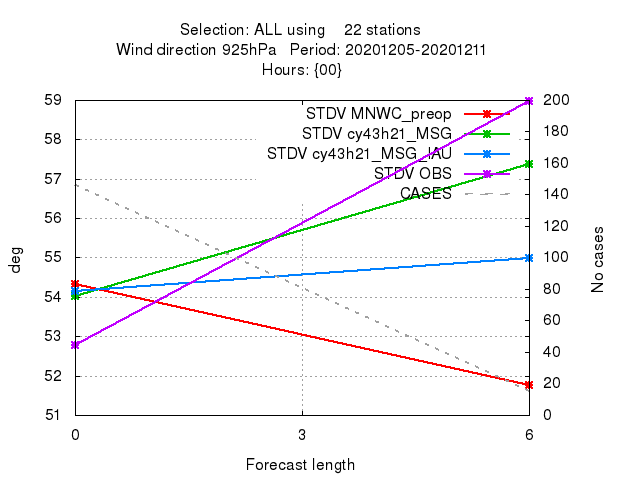 Selection: ALL using 22 stations
Wind direction 925hPa Period: 20201205-20201211
Hours: {00}
STDV MNWC_preop
STDV cy43h21_MSG
STDV cy43h21_MSG_IAU
STDV OBS
CASES
59
58
57
56
55
54
53
52
51
deg
200
180
160
140
120
100
80
60
40
20
0
No cases
0 3 6
Forecast length